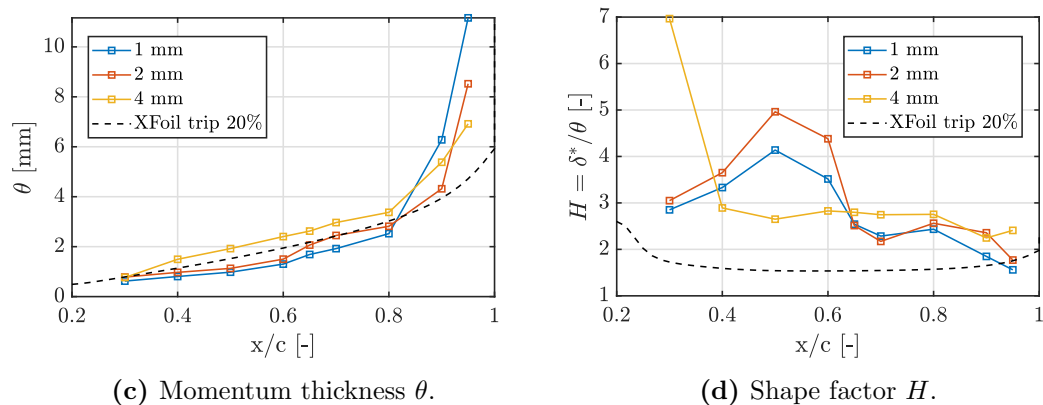 10
8
6
4
2
0
θ [mm]
1 mm
2 mm
4 mm
XFoil trip 20%
0.2 0.4 0.6 0.8 1
x/c [-]
(c) Momentum thickness θ.
7
6
5
4
3
2
1
H = δ*/θ [-]
1 mm
2 mm
4 mm
XFoil trip 20%
0.2 0.4 0.6 0.8 1
x/c [-]
(d) Shape factor H.